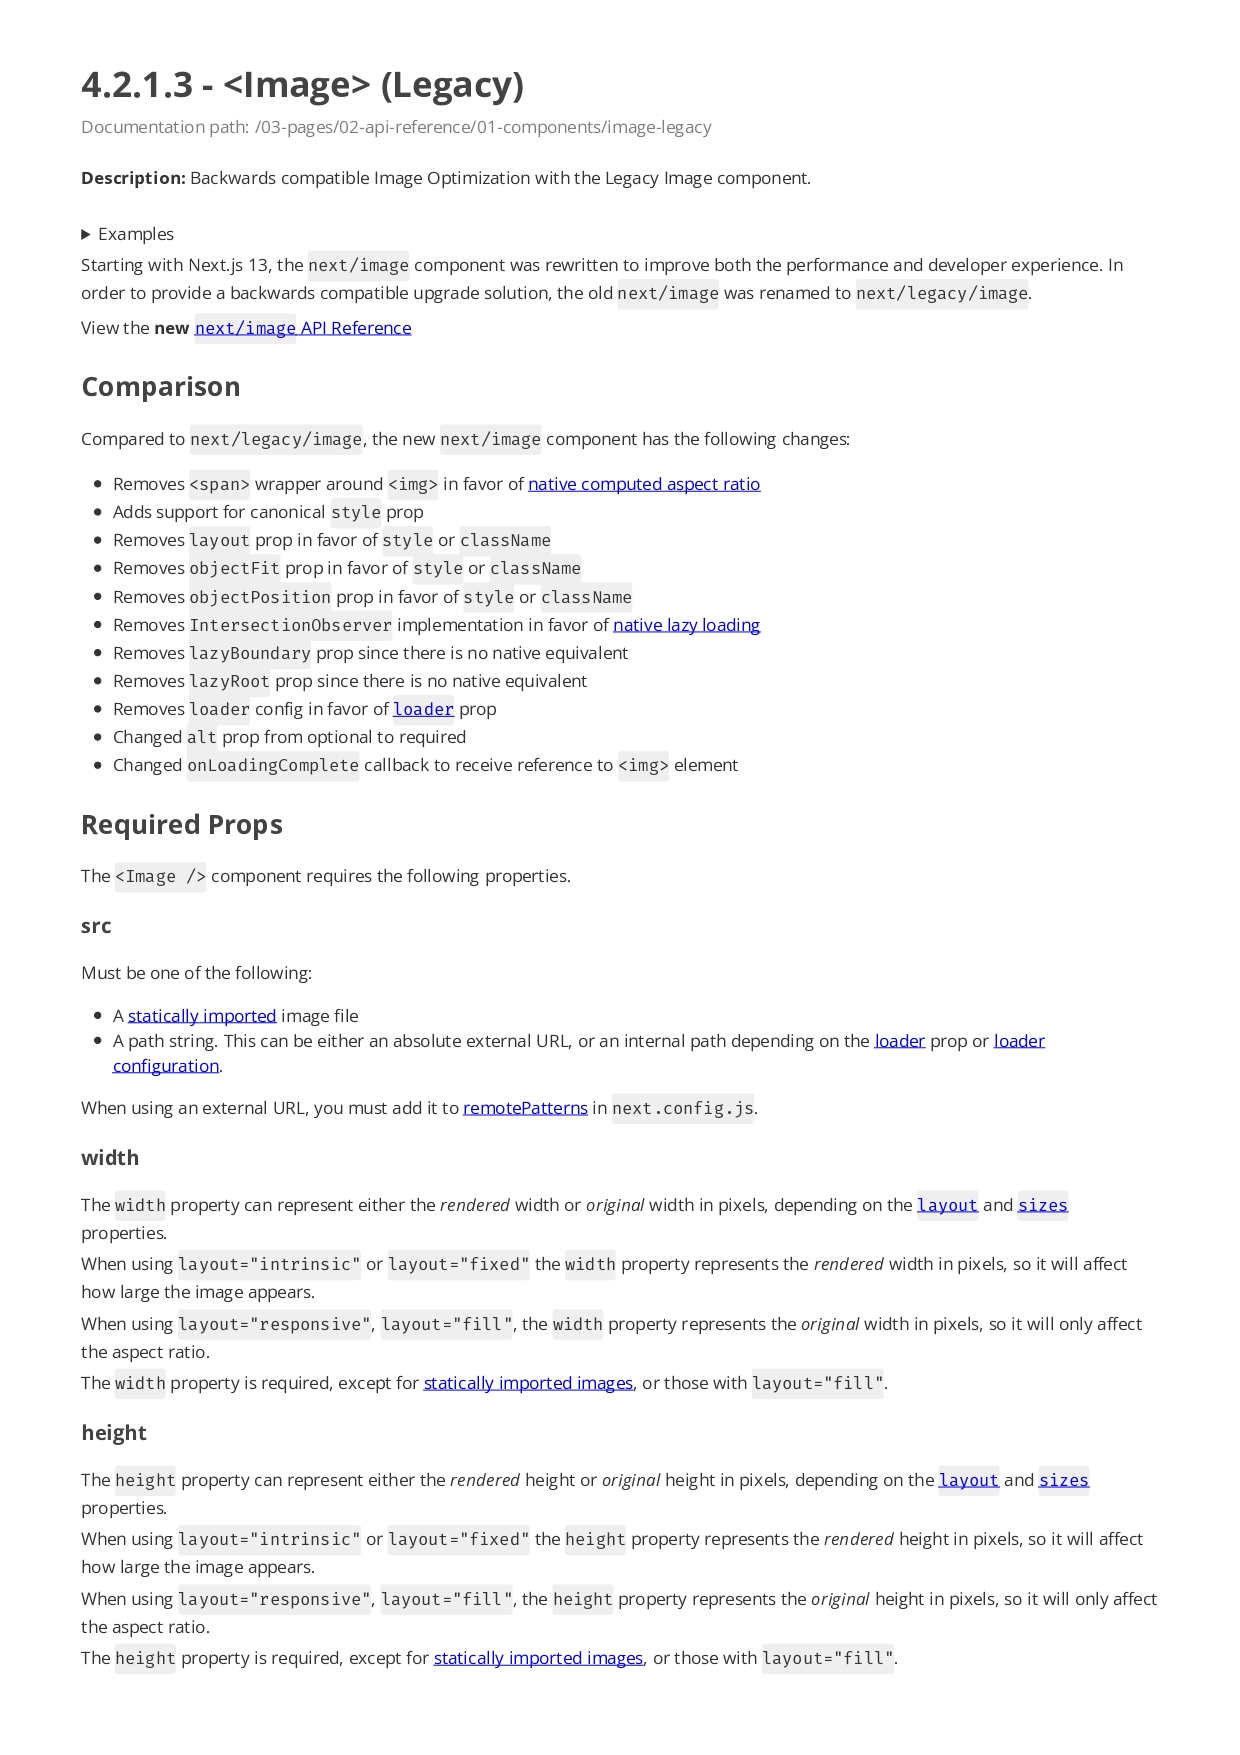 4.2.1.3 - <Image> (Legacy)
Documentation path: /03-pages/02-api-reference/01-components/image-legacy
Description: Backwards compatible Image Optimization with the Legacy Image component.
▶ Examples
Starting with Next.js 13, the next/image component was rewritten to improve both the performance and developer experience. In
order to provide a backwards compatible upgrade solution, the old next/image was renamed to next/legacy/image.
View the new next/image API Reference
Comparison
Compared to next/legacy/image, the new next/image component has the following changes:
• Removes <span> wrapper around <img> in favor of native computed aspect ratio
• Adds support for canonical style prop
• Removes layout prop in favor of style or className
• Removes objectFit prop in favor of style or className
• Removes objectPosition prop in favor of style or className
• Removes IntersectionObserver implementation in favor of native lazy loading
• Removes lazyBoundary prop since there is no native equivalent
• Removes lazyRoot prop since there is no native equivalent
• Removes loader config in favor of loader prop
• Changed alt prop from optional to required
• Changed onLoadingComplete callback to receive reference to <img> element
Required Props
The <Image /> component requires the following properties.
src
Must be one of the following:
• A statically imported image file
• A path string. This can be either an absolute external URL, or an internal path depending on the loader prop or loader
configuration.
When using an external URL, you must add it to remotePatterns in next.config.js.
width
The width property can represent either the rendered width or original width in pixels, depending on the layout and sizes
properties.
When using layout="intrinsic" or layout="fixed" the width property represents the rendered width in pixels, so it will affect
how large the image appears.
When using layout="responsive", layout="fill", the width property represents the original width in pixels, so it will only affect
the aspect ratio.
The width property is required, except for statically imported images, or those with layout="fill".
height
The height property can represent either the rendered height or original height in pixels, depending on the layout and sizes
properties.
When using layout="intrinsic" or layout="fixed" the height property represents the rendered height in pixels, so it will affect
how large the image appears.
When using layout="responsive", layout="fill", the height property represents the original height in pixels, so it will only affect
the aspect ratio.
The height property is required, except for statically imported images, or those with layout="fill".